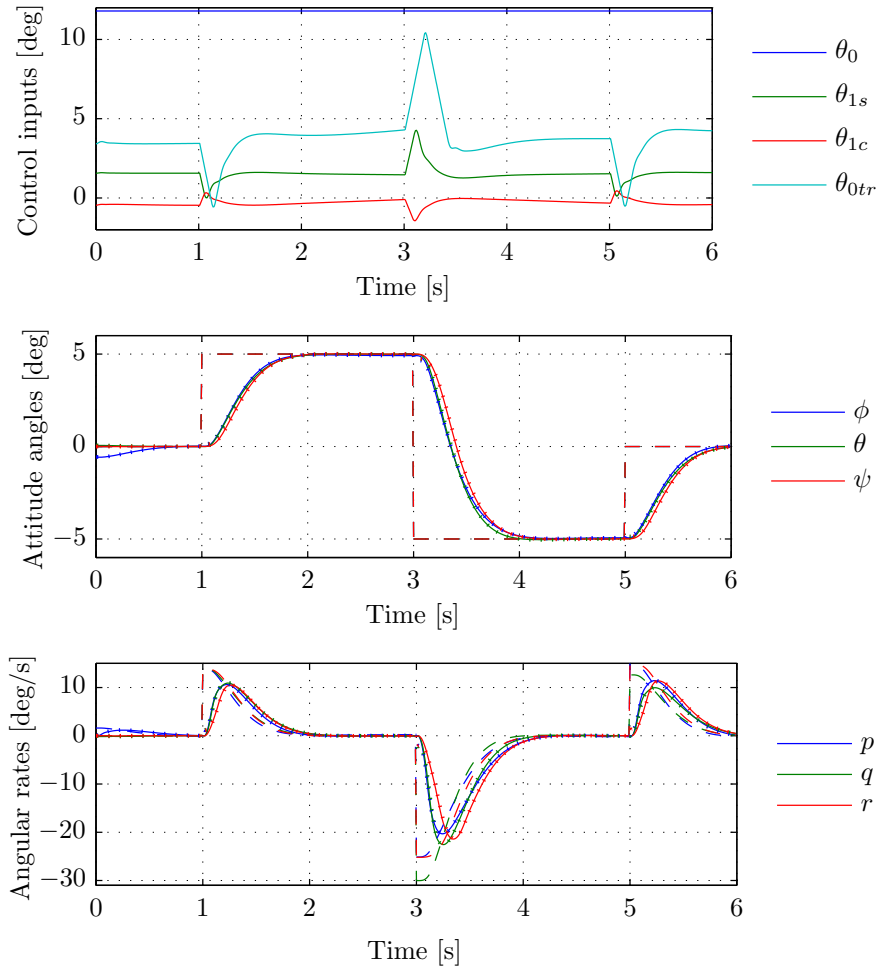 Control inputs [deg]
10
5
0
0 1 2 3 4 5 6
Time [s]
θ0
θ1s
θ1c
θ0tr
Attitude angles [deg]
5
0
−5
0 1 2 3 4 5 6
Time [s]
ϕ
θ
ψ
Angular rates [deg/s]
10
0
−10
−20
−30
0 1 2 3 4 5 6
Time [s]
p
q
r